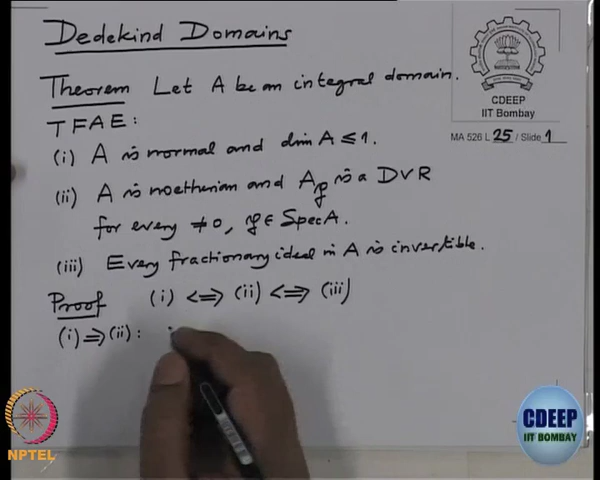 Dedekind Domains
Theorem Let A be an integral domain.
TFAE:
(i) A is normal and dim A ≤ 1.
(ii) A is noetherian and A𝔭 is a DVR
for every ≠0, 𝔭 ∈ Spec A.
(iii) Every fractionary ideal in A is invertible.
Proof (i) <=> (ii) <=> (iii)
(i) => (ii):
CDEEP
IIT Bombay
MA 526 L 25 / Slide 1
NPTEL
CDEEP
IIT BOMBAY